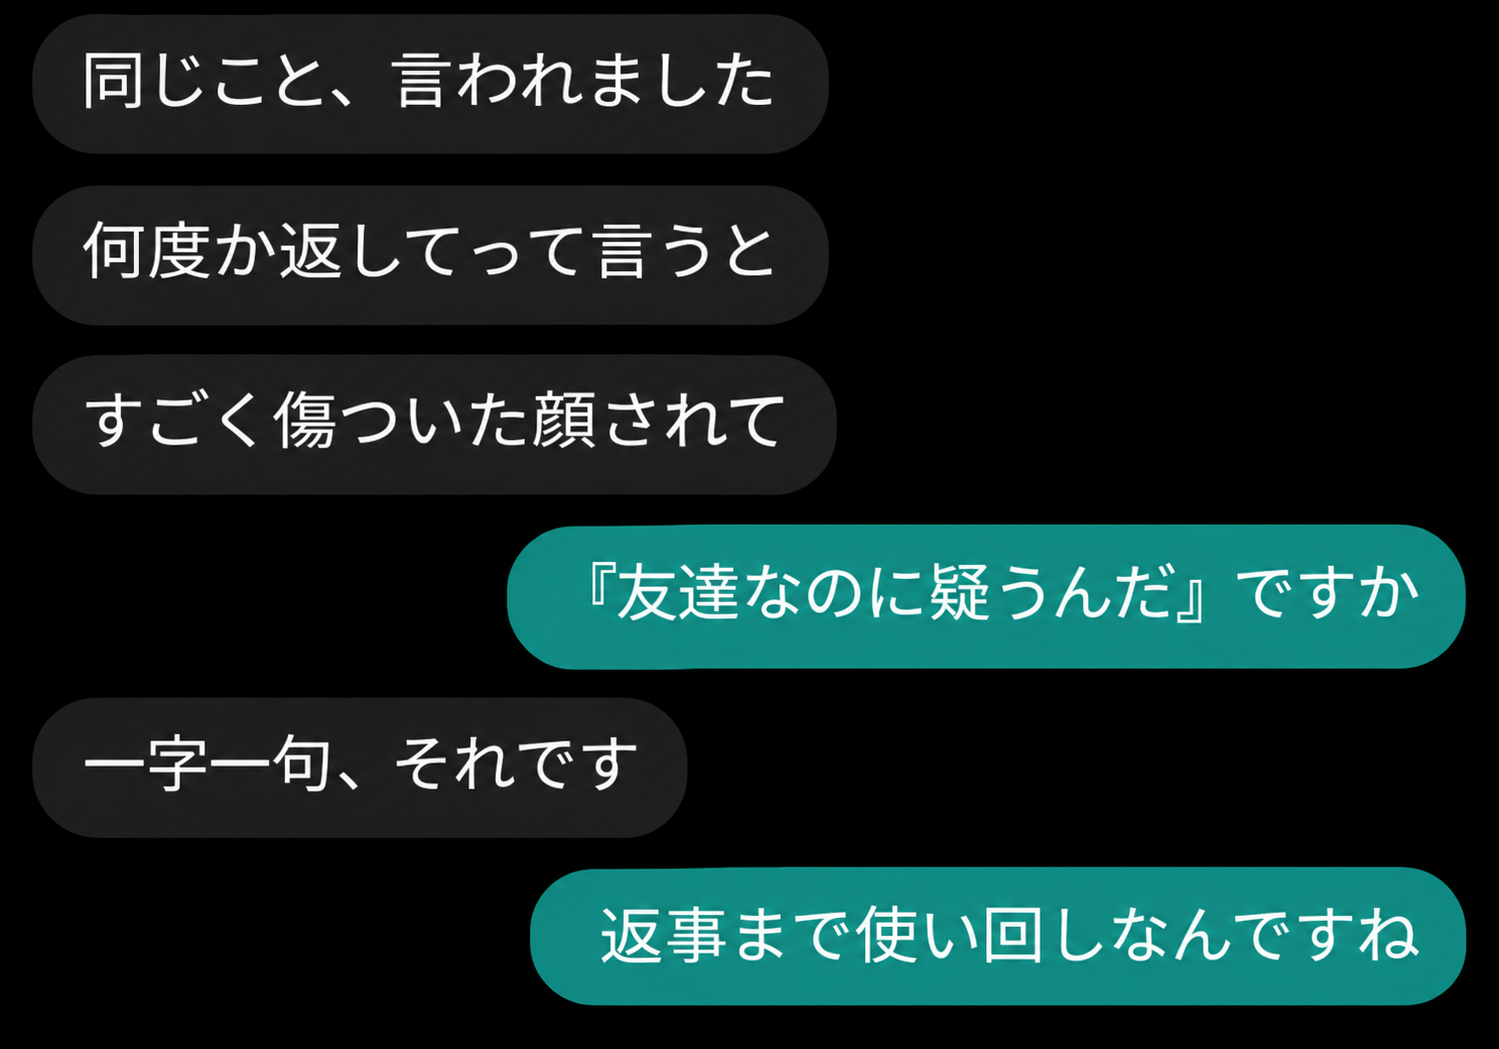 同じこと、言われました
何度か返してって言うと
すごく傷ついた顔されて
『友達なのに疑うんだ』ですか
一字一句、それです
返事まで使い回しなんですね